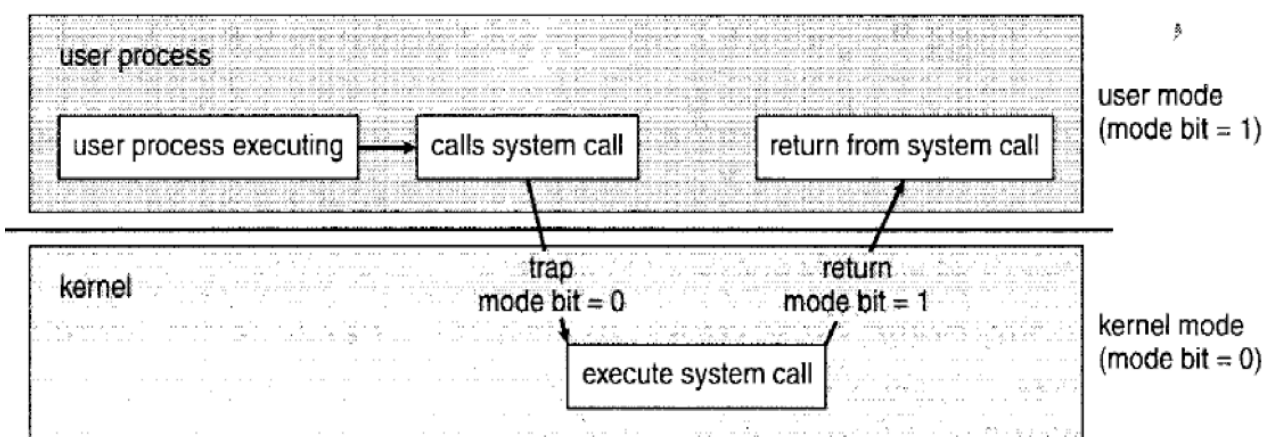 user process
user process executing
calls system call
return from system call
user mode
(mode bit = 1)
kernel
trap
mode bit = 0
return
mode bit = 1
execute system call
kernel mode
(mode bit = 0)